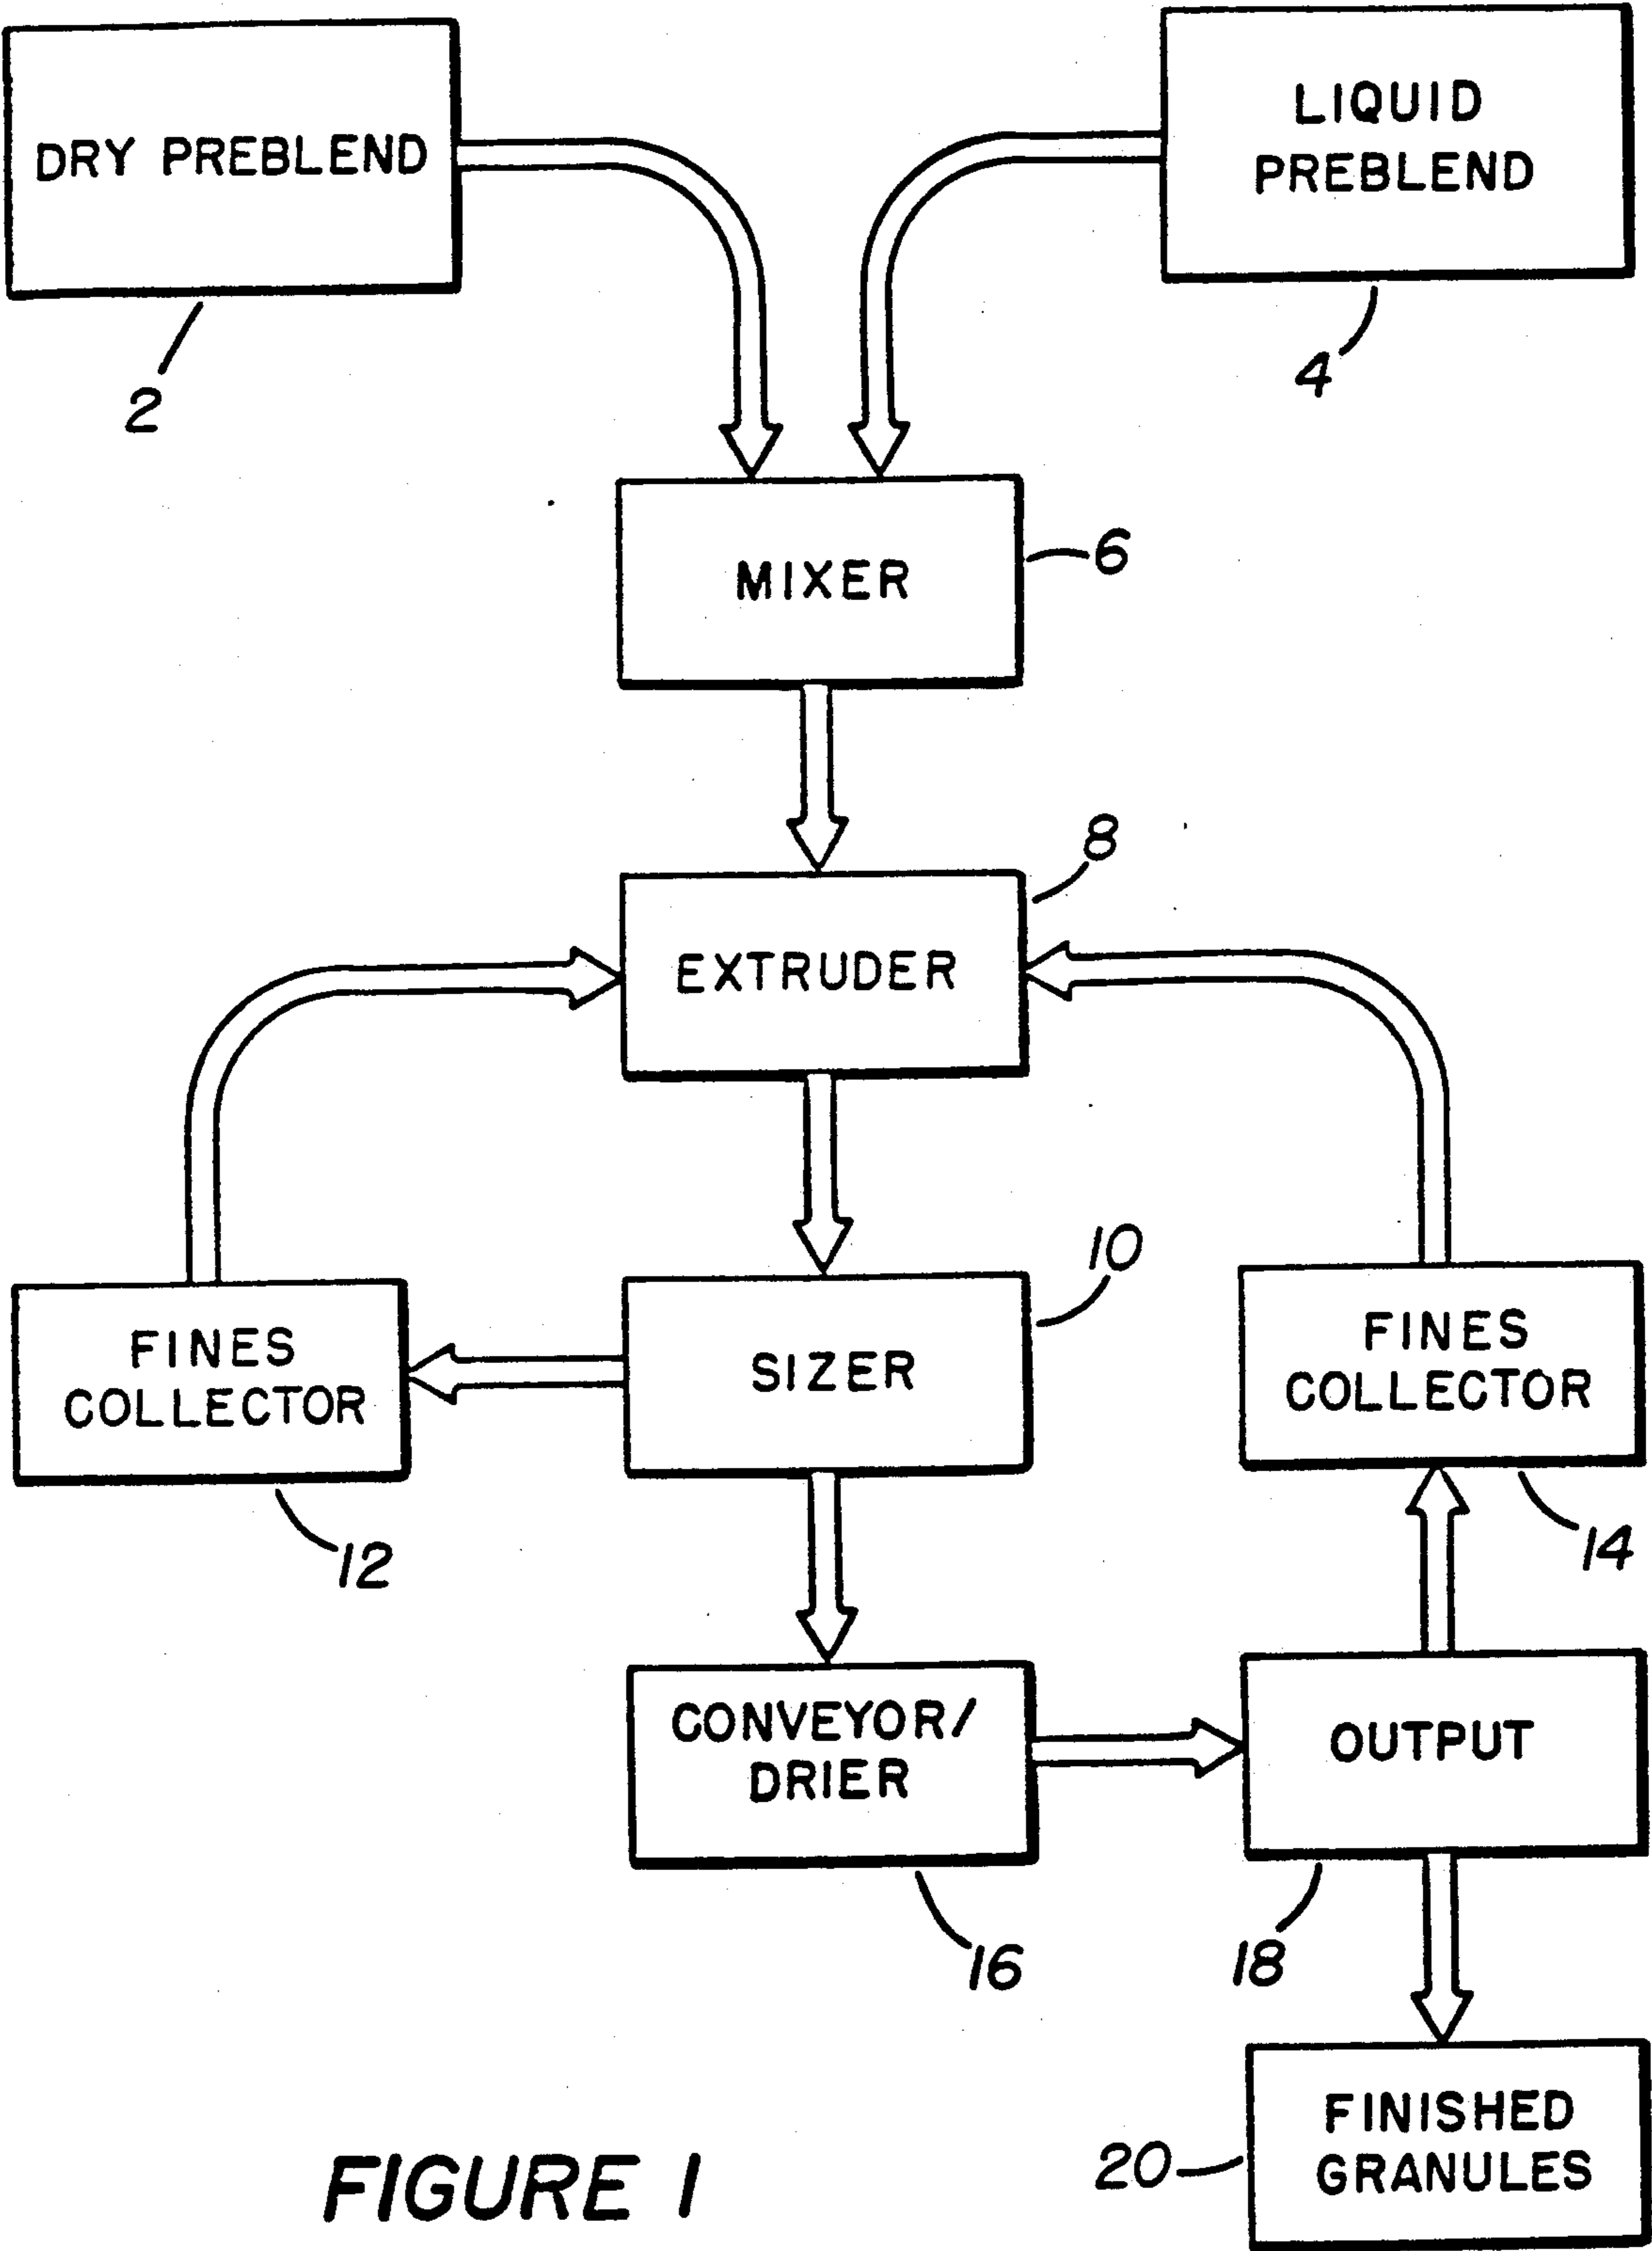 DRY PREBLEND
2
LIQUID
PREBLEND
4
MIXER
6
EXTRUDER
8
SIZER
10
FINES
COLLECTOR
12
FINES
COLLECTOR
14
CONVEYOR/
DRIER
16
OUTPUT
18
FINISHED
GRANULES
20
FIGURE 1